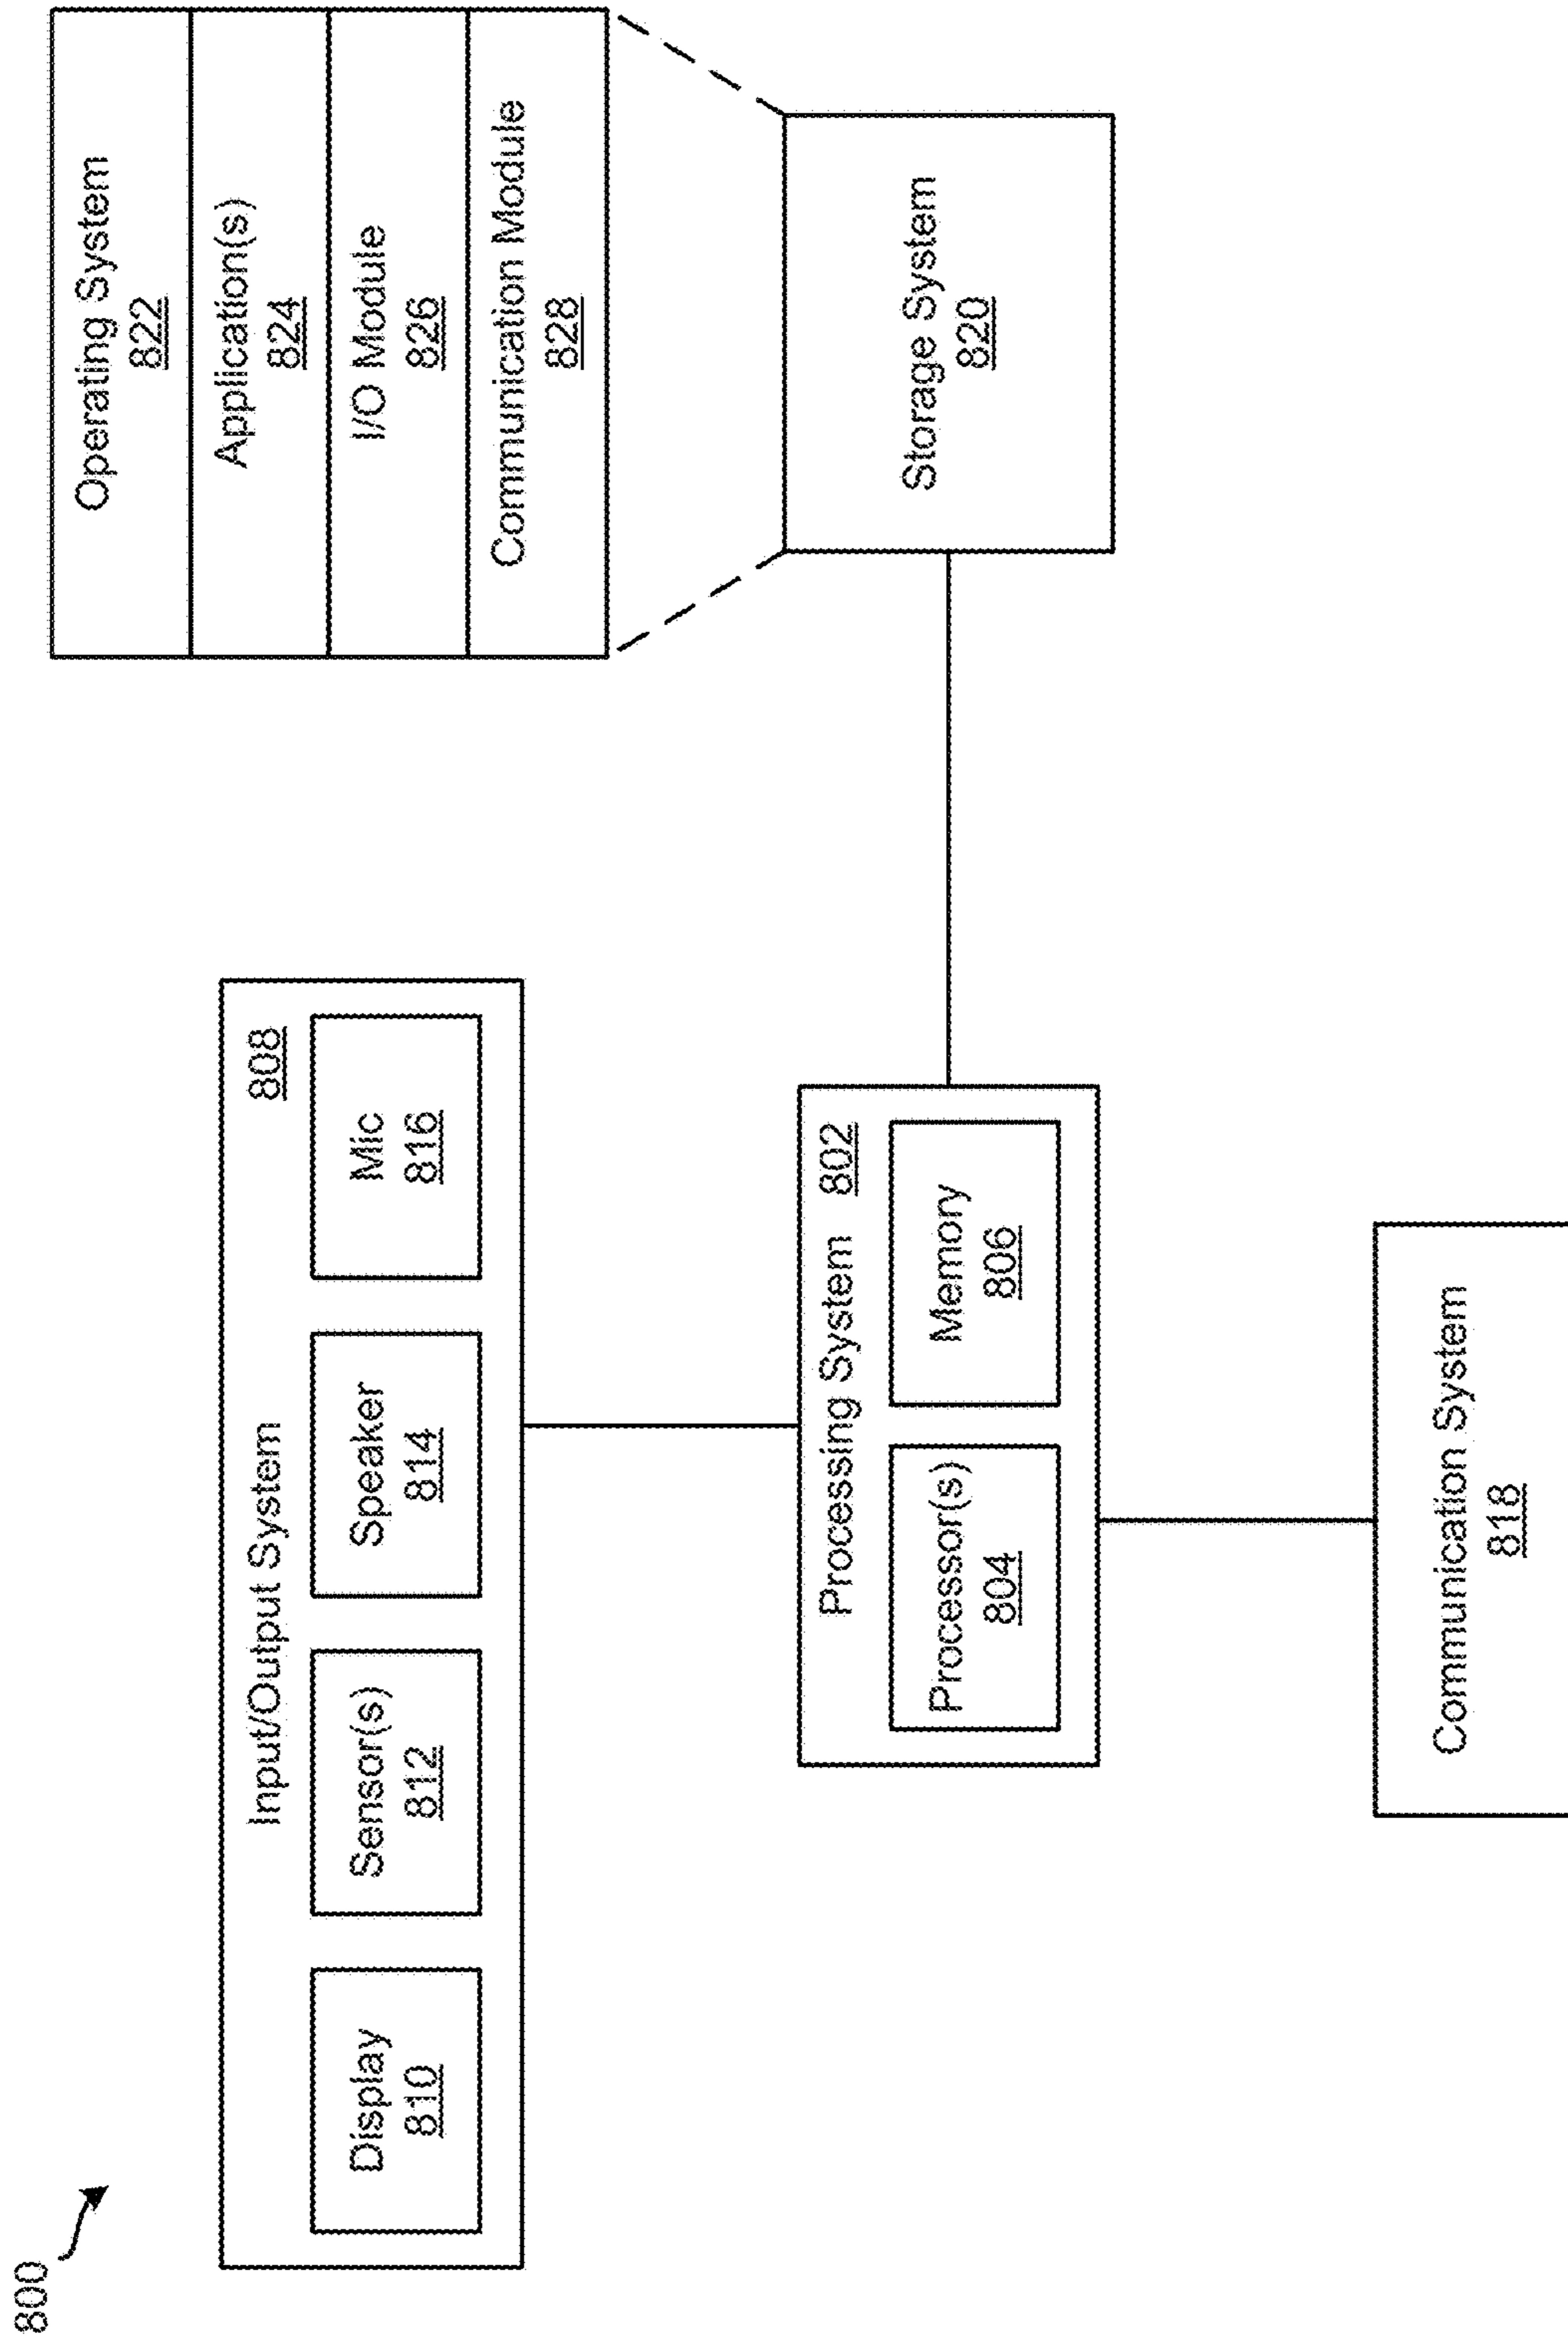 800
Input/Output System
808
Display
810
Sensor(s)
812
Speaker
814
Mic
816
Operating System
822
Application(s)
824
I/O Module
826
Communication Module
828
Processing System
802
Processor(s)
804
Memory
806
Storage System
820
Communication System
818